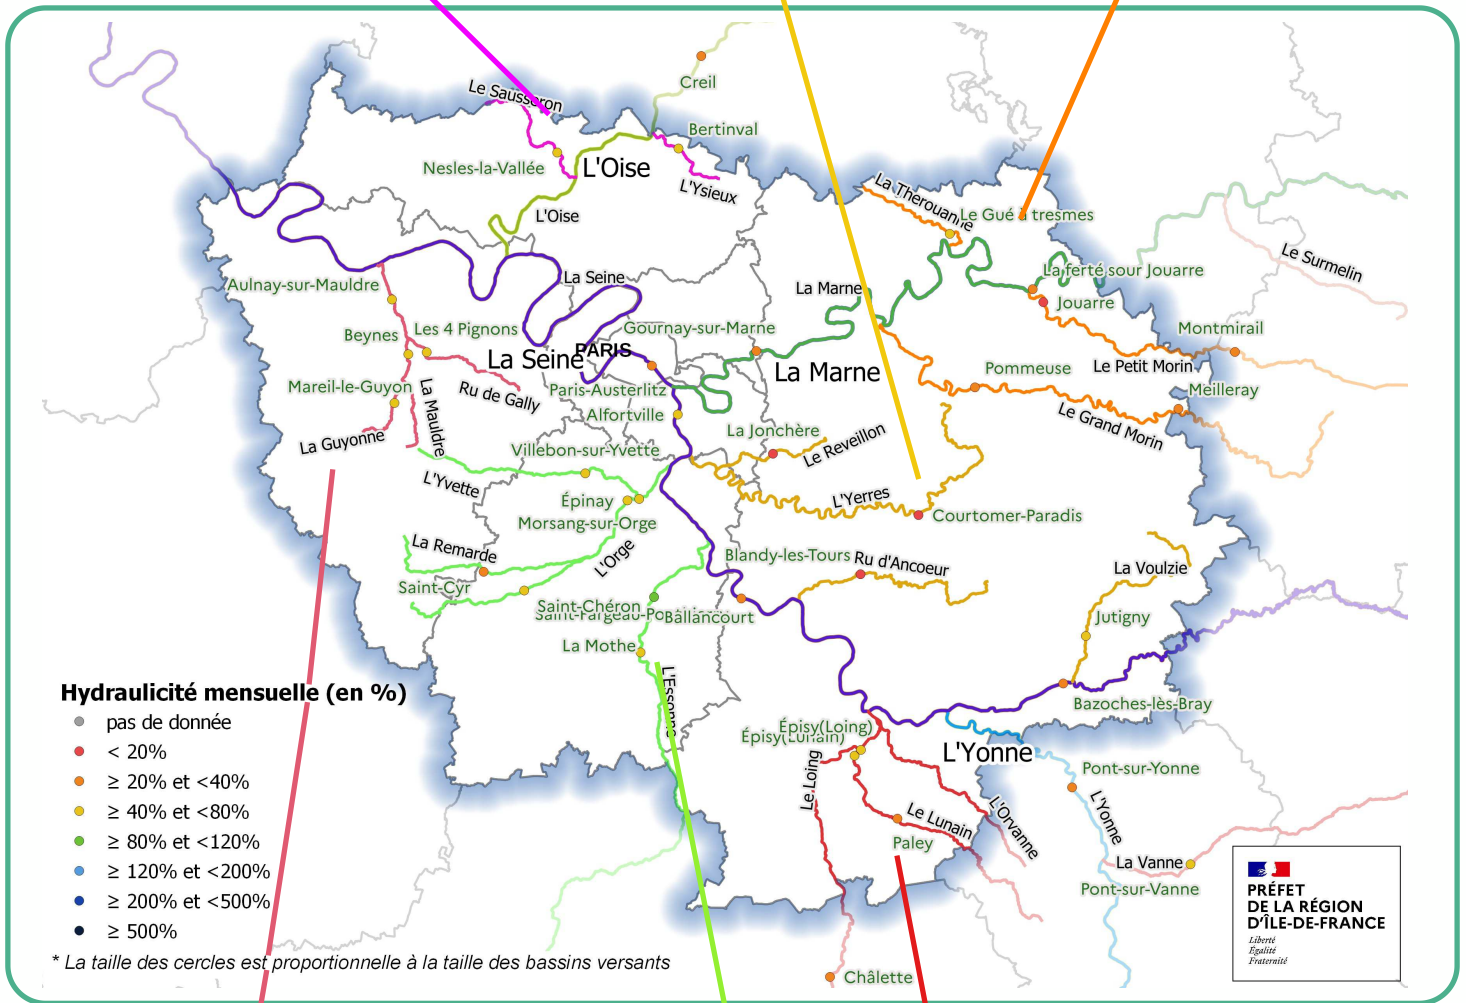 Creil
Le Sausseron
Bertinval
Nesles-la-Vallée
L'Oise
L'Ysieux
La Therouanne
L'Oise
Le Gué à tresmes
La Seine
La ferté sour Jouarre
Le Surmelin
Aulnay-sur-Mauldre
La Marne
Jouarre
Beynes
Les 4 Pignons
Gournay-sur-Marne
Montmirail
La Seine
PARIS
La Marne
Le Petit Morin
Pommeuse
Mareil-le-Guyon
Ru de Gally
Paris-Austerlitz
Meilleray
La Mauldre
Alfortville
Le Grand Morin
La Guyonne
La Jonchère
Le Reveillon
Villebon-sur-Yvette
L'Yvette
Épinay
L'Yerres
Courtomer-Paradis
Morsang-sur-Orge
La Remarde
L'Orge
Blandy-les-Tours
Ru d'Ancoeur
La Voulzie
Saint-Cyr
Saint-Chéron
Ballancourt
Jutigny
La Mothe
L'Essonne
Bazoches-lès-Bray
Épisy(Loing)
Épisy(Lunain)
L'Yonne
Le Loing
Pont-sur-Yonne
L'Yonne
Le Lunain
L'Orvanne
Paley
La Vanne
Pont-sur-Vanne
Châlette
Hydraulicité mensuelle (en %)
pas de donnée
< 20%
≥ 20% et <40%
≥ 40% et <80%
≥ 80% et <120%
≥ 120% et <200%
≥ 200% et <500%
≥ 500%
* La taille des cercles est proportionnelle à la taille des bassins versants
PRÉFET
DE LA RÉGION
D'ÎLE-DE-FRANCE
Liberté
Égalité
Fraternité